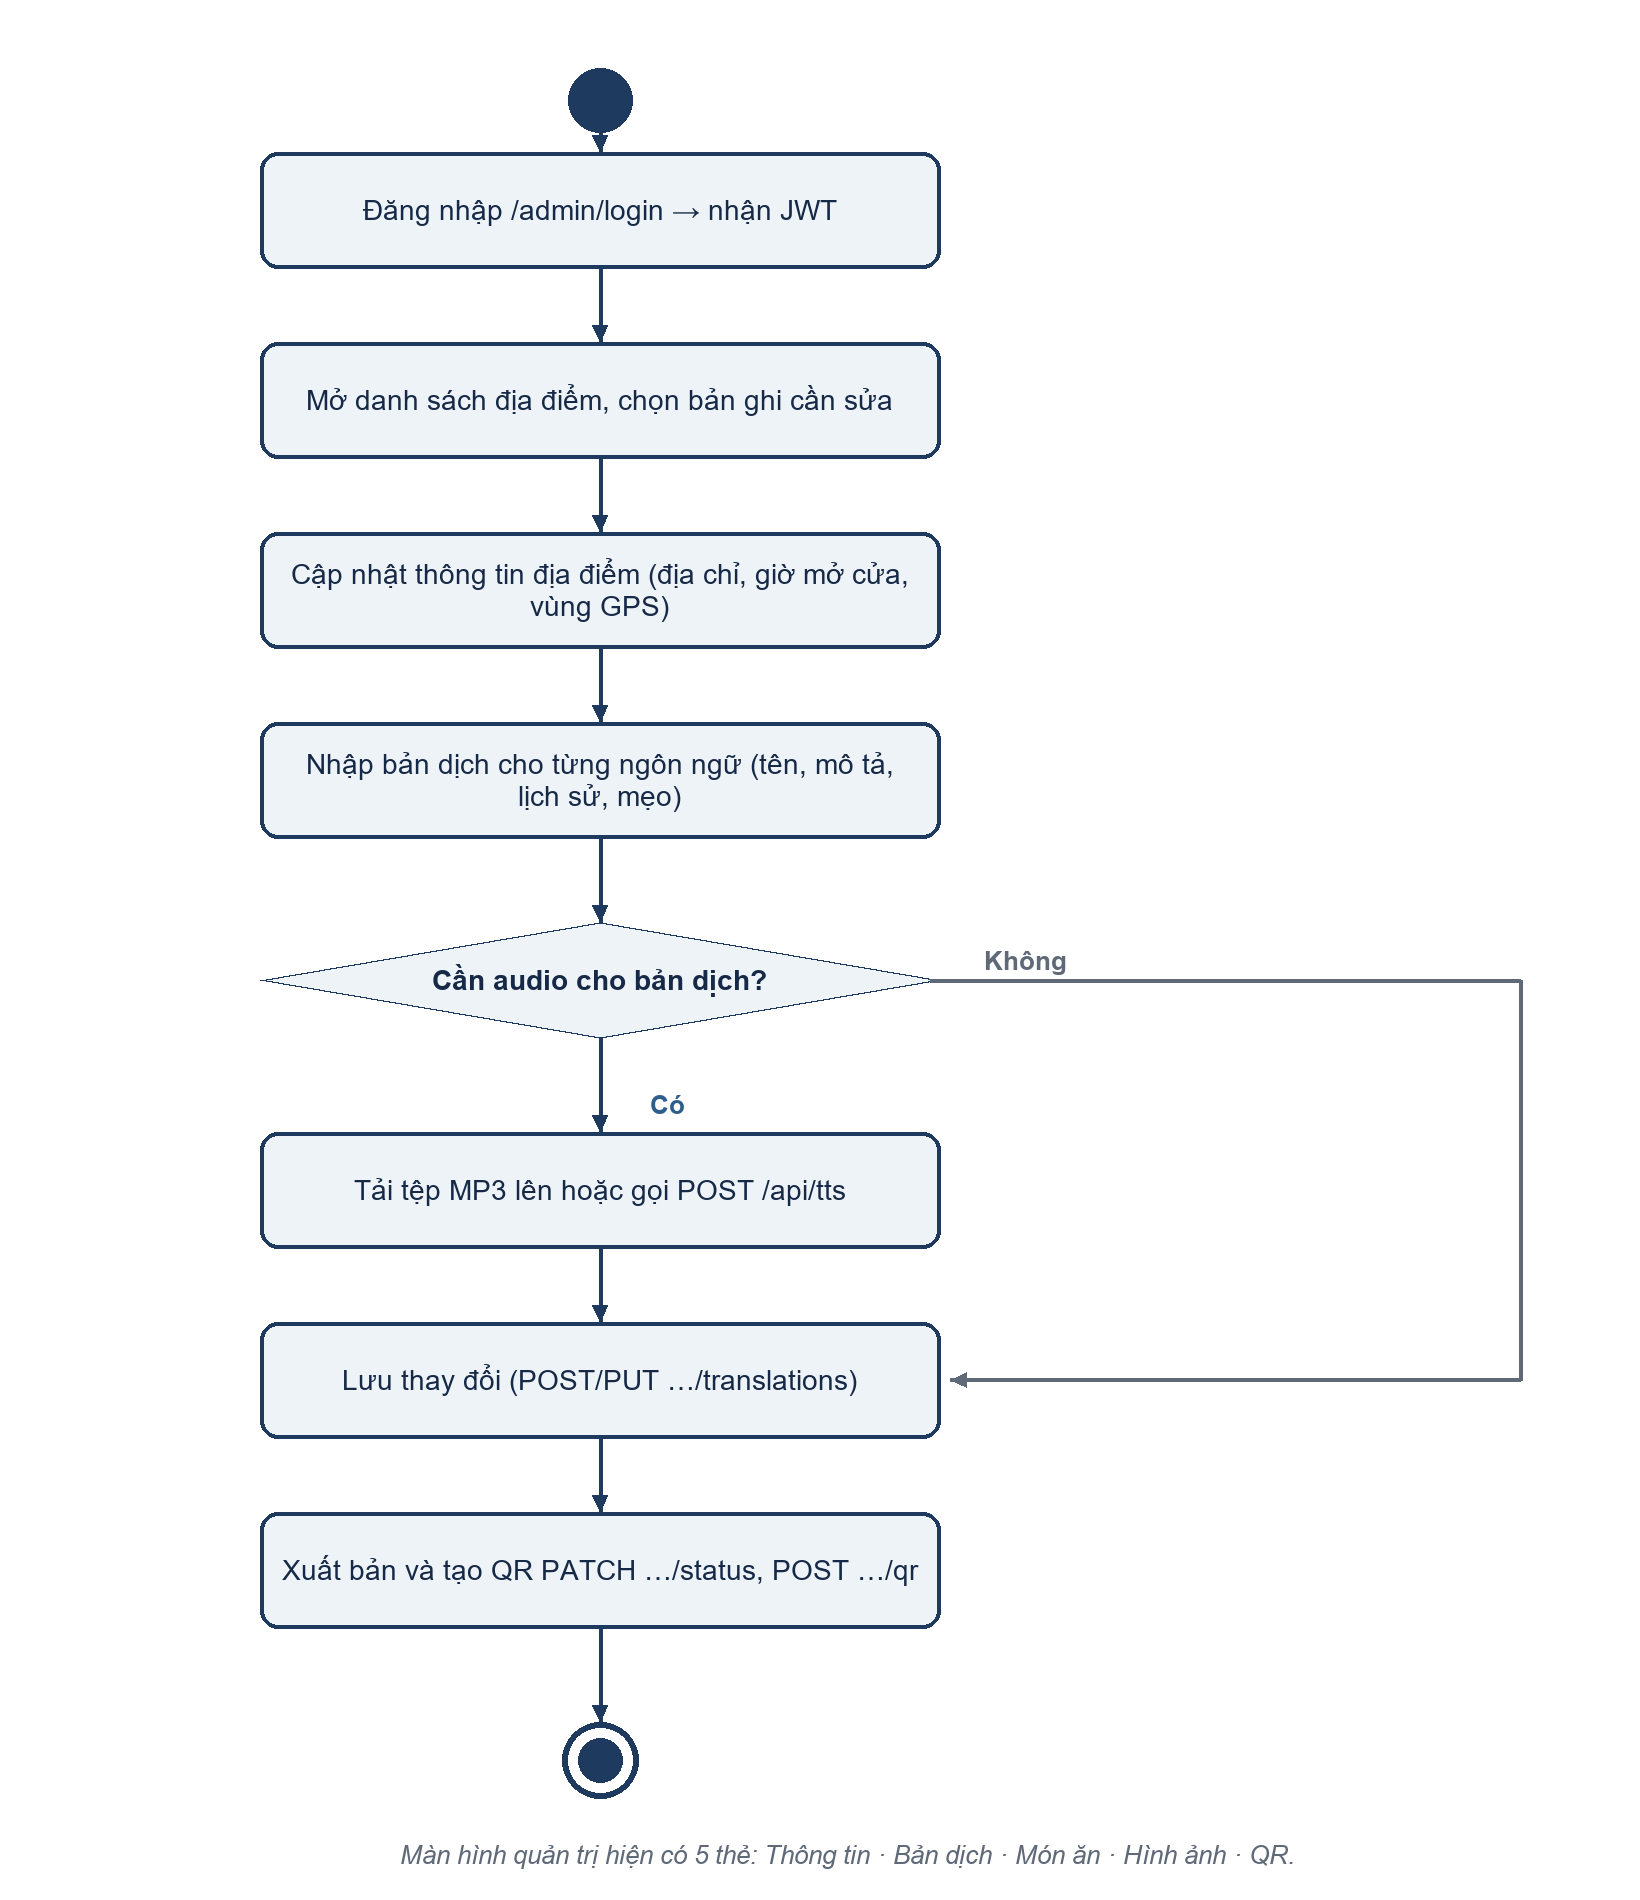 Đăng nhập /admin/login → nhận JWT
Mở danh sách địa điểm, chọn bản ghi cần sửa
Cập nhật thông tin địa điểm (địa chỉ, giờ mở cửa,
vùng GPS)
Nhập bản dịch cho từng ngôn ngữ (tên, mô tả,
lịch sử, mẹo)
Cần audio cho bản dịch?
Không
Có
Tải tệp MP3 lên hoặc gọi POST /api/tts
Lưu thay đổi (POST/PUT …/translations)
Xuất bản và tạo QR PATCH …/status, POST …/qr
Màn hình quản trị hiện có 5 thẻ: Thông tin · Bản dịch · Món ăn · Hình ảnh · QR.